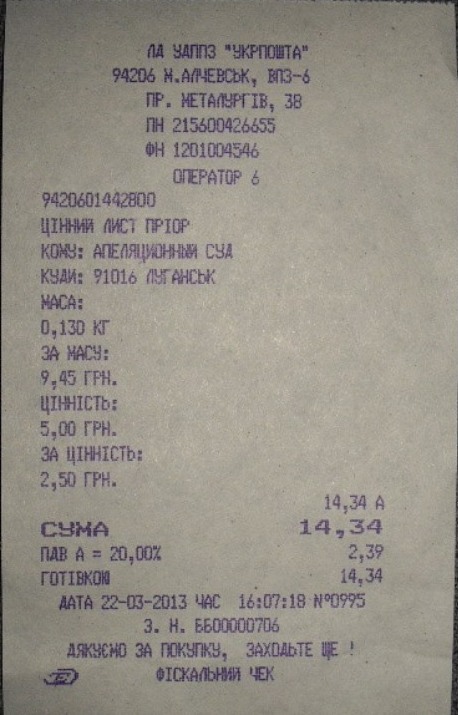 ЛД УДППЗ "УКРПОШТА"
94206 М.АЛЧЕВСЬК, ВПЗ-6
ПР. МЕТАЛУРГІВ, 38
ПН 215600426655
ФН 1201004546
ОПЕРАТОР 6
9420601442800
ЦІННИЙ ЛИСТ ПРІОР
КОМУ: АПЕЛЯЦИОННЫЙ СУД
КУДИ: 91016 ЛУГАНСЬК
МАСА:
0,130 КГ
ЗА МАСУ:
9,45 ГРН.
ЦІННІСТЬ:
5,00 ГРН.
ЗА ЦІННІСТЬ:
2,50 ГРН.
14,34 А
СУМА 14,34
ПДВ А = 20,00% 2,39
ГОТІВКОЮ 14,34
ДАТА 22-03-2013 ЧАС 16:07:18 №0995
З. Н. ББ00000706
ДЯКУЄМО ЗА ПОКУПКУ, ЗАХОДЬТЕ ЩЕ !
ФІСКАЛЬНИЙ ЧЕК